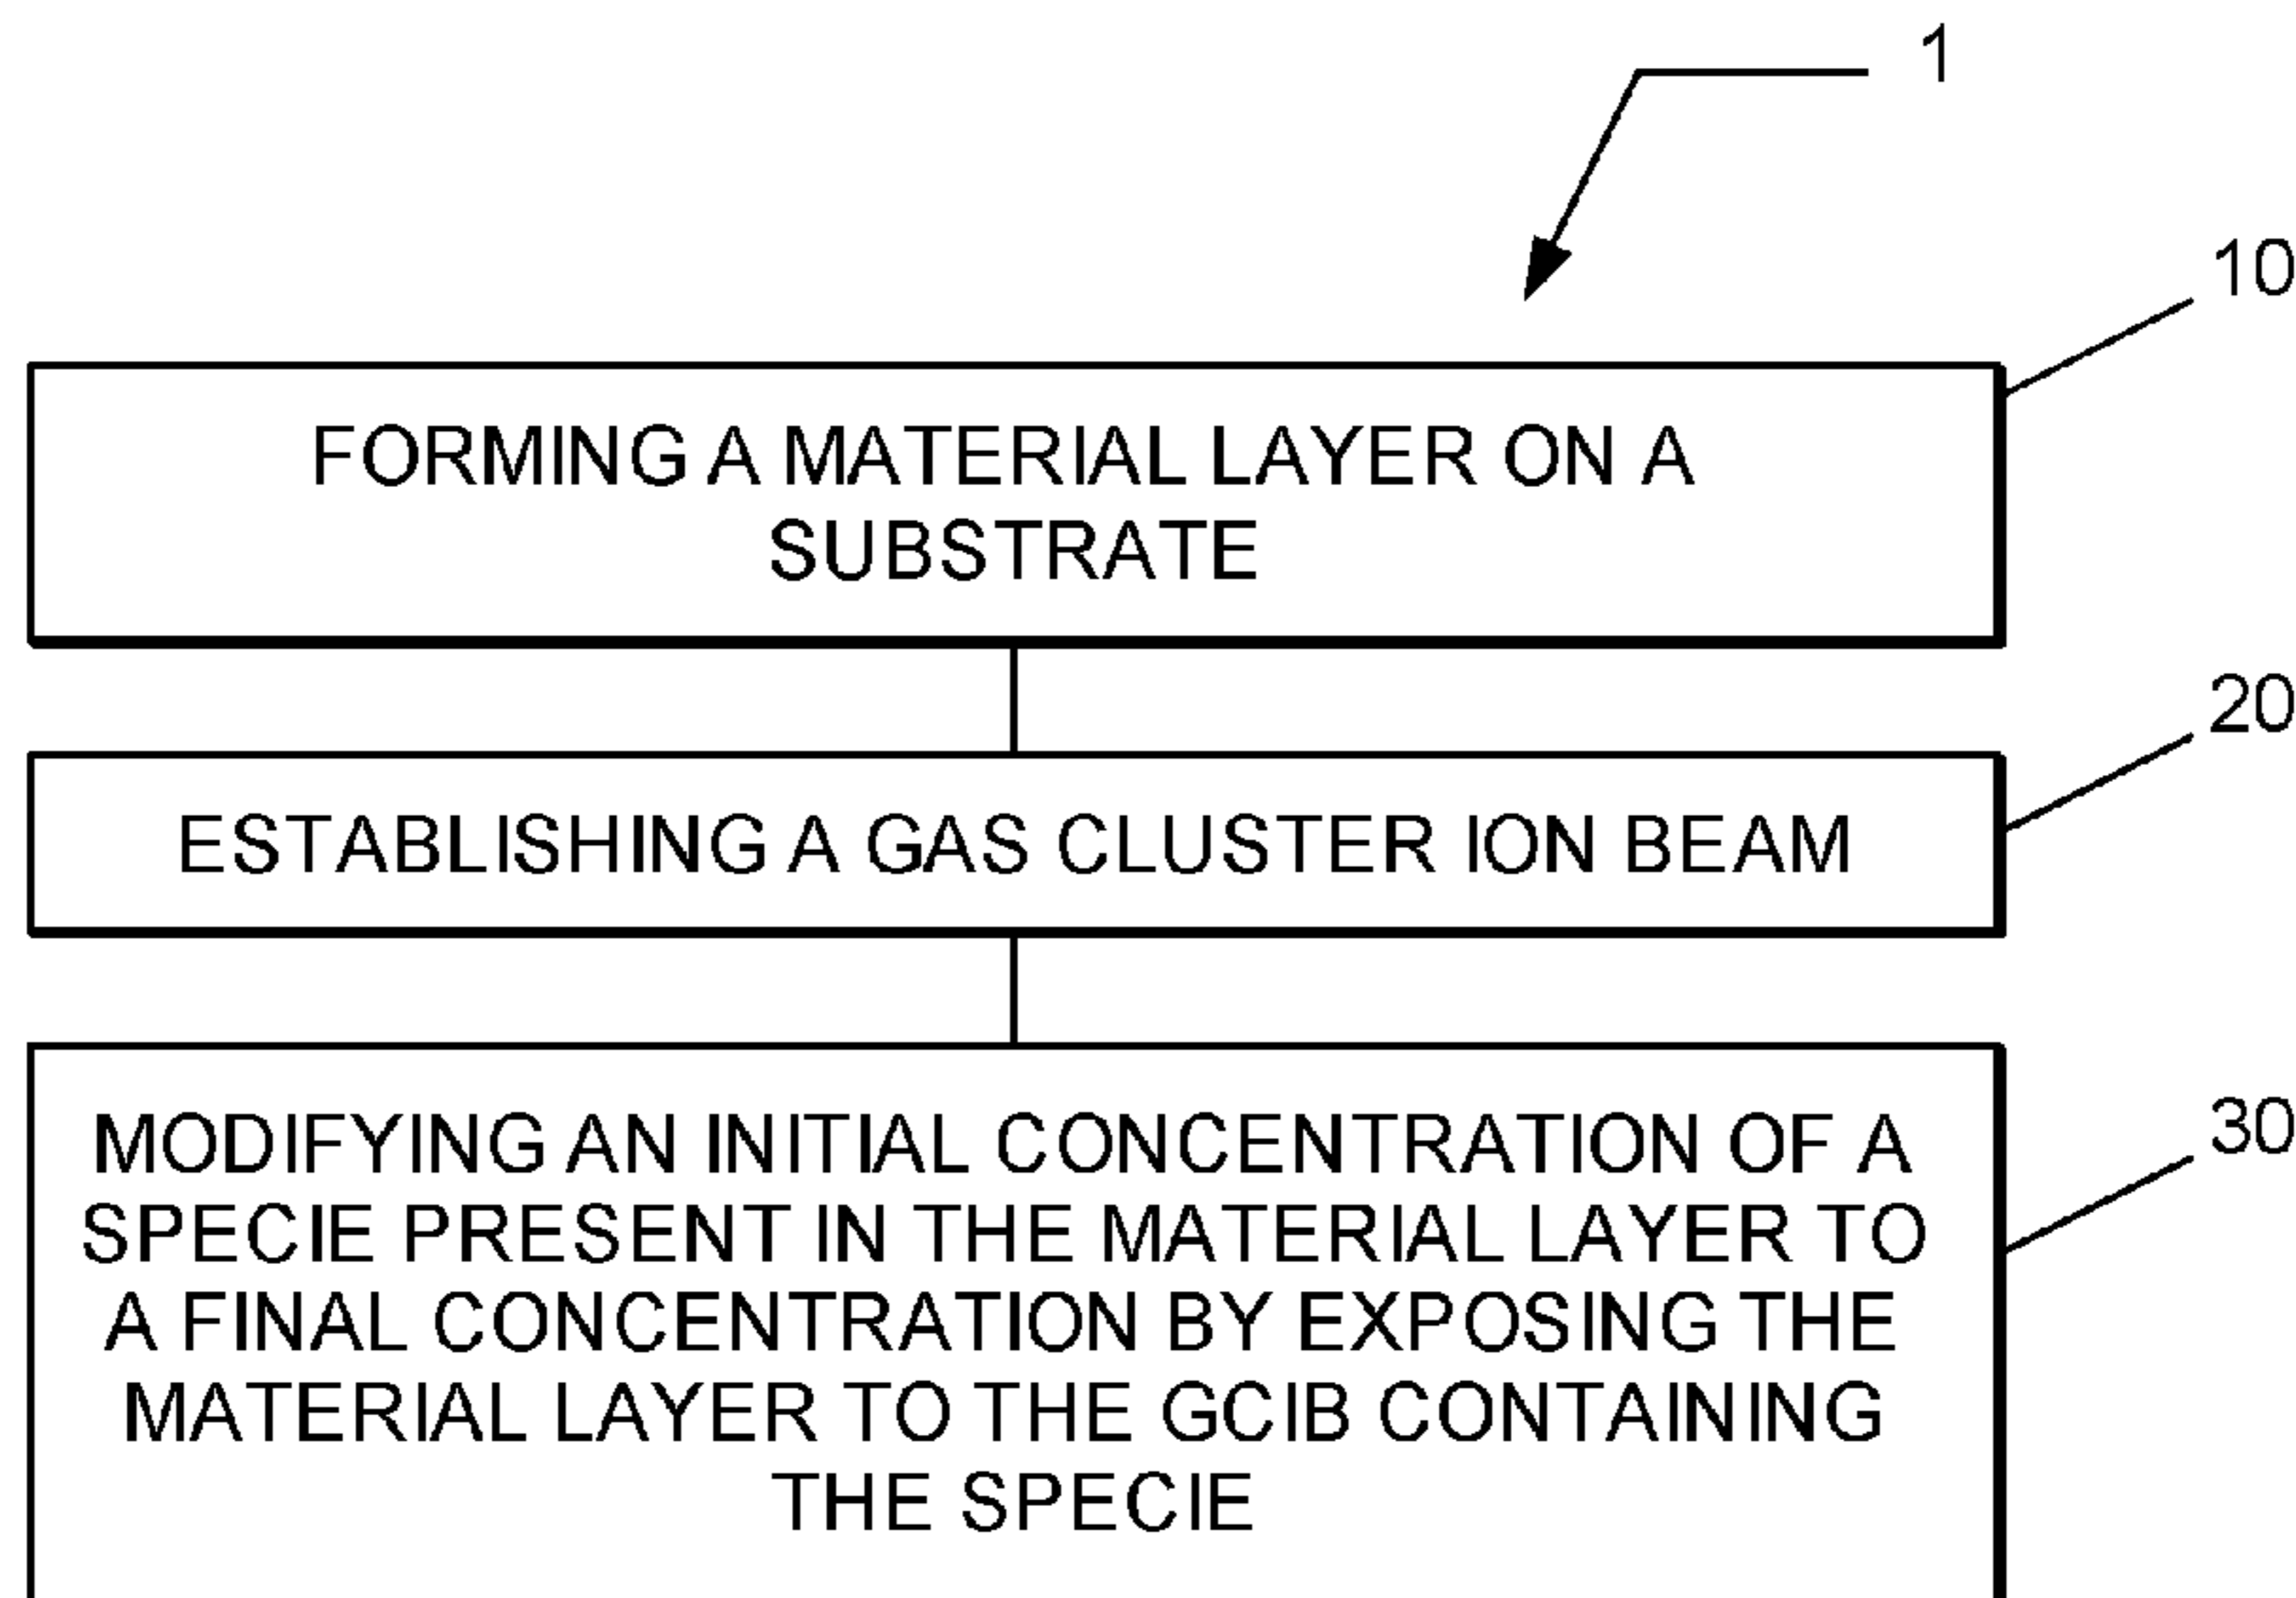 1
10
FORMING A MATERIAL LAYER ON A
SUBSTRATE
20
ESTABLISHING A GAS CLUSTER ION BEAM
30
MODIFYING AN INITIAL CONCENTRATION OF A
SPECIE PRESENT IN THE MATERIAL LAYER TO
A FINAL CONCENTRATION BY EXPOSING THE
MATERIAL LAYER TO THE GCIB CONTAINING
THE SPECIE